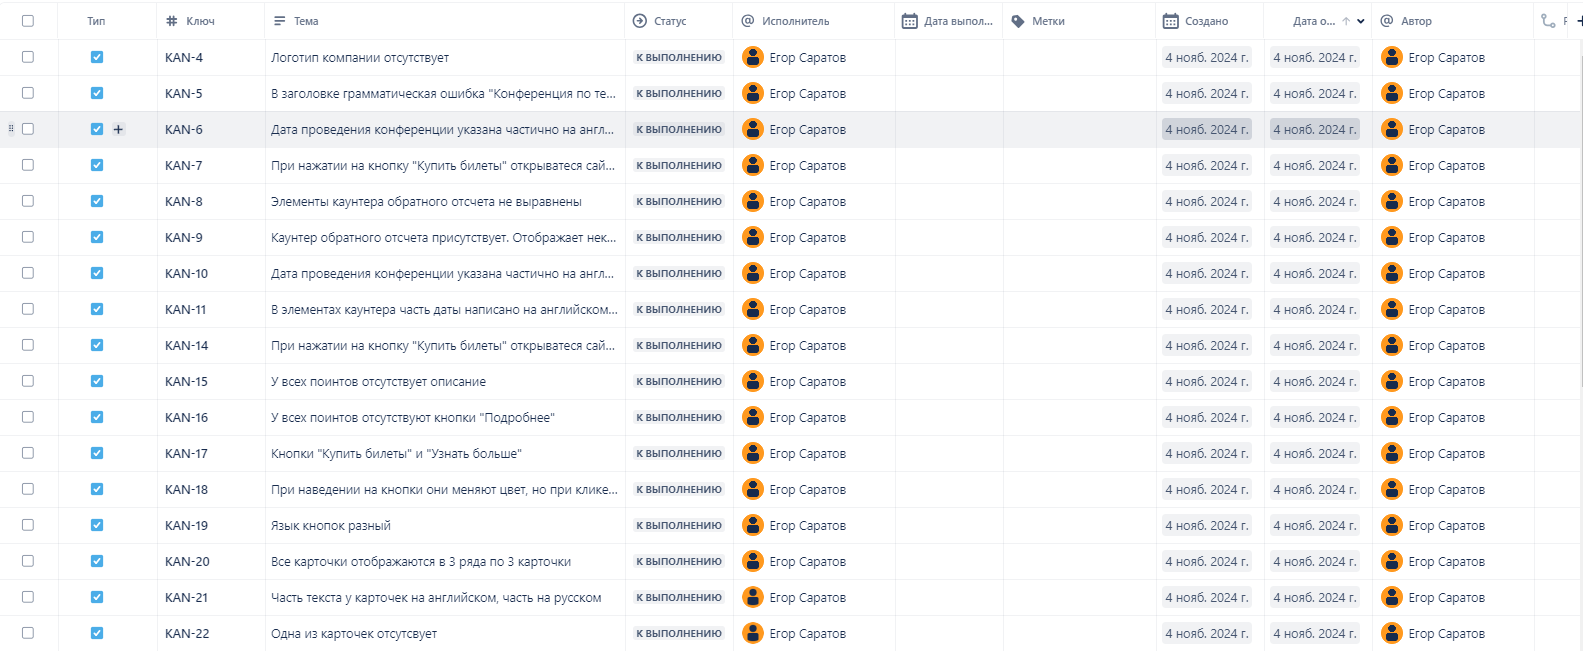 Тип Ключ Тема Статус Исполнитель Дата выпол... Метки Создано Дата о... Автор
KAN-4 Логотип компании отсутствует К ВЫПОЛНЕНИЮ Егор Саратов 4 нояб. 2024 г. 4 нояб. 2024 г. Егор Саратов
KAN-5 В заголовке грамматическая ошибка "Конференция по те... К ВЫПОЛНЕНИЮ Егор Саратов 4 нояб. 2024 г. 4 нояб. 2024 г. Егор Саратов
KAN-6 Дата проведения конференции указана частично на англ... К ВЫПОЛНЕНИЮ Егор Саратов 4 нояб. 2024 г. 4 нояб. 2024 г. Егор Саратов
KAN-7 При нажатии на кнопку "Купить билеты" открыватеся сай... К ВЫПОЛНЕНИЮ Егор Саратов 4 нояб. 2024 г. 4 нояб. 2024 г. Егор Саратов
KAN-8 Элементы каунтера обратного отсчета не выравнены К ВЫПОЛНЕНИЮ Егор Саратов 4 нояб. 2024 г. 4 нояб. 2024 г. Егор Саратов
KAN-9 Каунтер обратного отсчета присутствует. Отображает нек... К ВЫПОЛНЕНИЮ Егор Саратов 4 нояб. 2024 г. 4 нояб. 2024 г. Егор Саратов
KAN-10 Дата проведения конференции указана частично на англ... К ВЫПОЛНЕНИЮ Егор Саратов 4 нояб. 2024 г. 4 нояб. 2024 г. Егор Саратов
KAN-11 В элементах каунтера часть даты написано на английском... К ВЫПОЛНЕНИЮ Егор Саратов 4 нояб. 2024 г. 4 нояб. 2024 г. Егор Саратов
KAN-14 При нажатии на кнопку "Купить билеты" открыватеся сай... К ВЫПОЛНЕНИЮ Егор Саратов 4 нояб. 2024 г. 4 нояб. 2024 г. Егор Саратов
KAN-15 У всех поинтов отсутствует описание К ВЫПОЛНЕНИЮ Егор Саратов 4 нояб. 2024 г. 4 нояб. 2024 г. Егор Саратов
KAN-16 У всех поинтов отсутствуют кнопки "Подробнее" К ВЫПОЛНЕНИЮ Егор Саратов 4 нояб. 2024 г. 4 нояб. 2024 г. Егор Саратов
KAN-17 Кнопки "Купить билеты" и "Узнать больше" К ВЫПОЛНЕНИЮ Егор Саратов 4 нояб. 2024 г. 4 нояб. 2024 г. Егор Саратов
KAN-18 При наведении на кнопки они меняют цвет, но при клике... К ВЫПОЛНЕНИЮ Егор Саратов 4 нояб. 2024 г. 4 нояб. 2024 г. Егор Саратов
KAN-19 Язык кнопок разный К ВЫПОЛНЕНИЮ Егор Саратов 4 нояб. 2024 г. 4 нояб. 2024 г. Егор Саратов
KAN-20 Все карточки отображаются в 3 ряда по 3 карточки К ВЫПОЛНЕНИЮ Егор Саратов 4 нояб. 2024 г. 4 нояб. 2024 г. Егор Саратов
KAN-21 Часть текста у карточек на английском, часть на русском К ВЫПОЛНЕНИЮ Егор Саратов 4 нояб. 2024 г. 4 нояб. 2024 г. Егор Саратов
KAN-22 Одна из карточек отсутсвует К ВЫПОЛНЕНИЮ Егор Саратов 4 нояб. 2024 г. 4 нояб. 2024 г. Егор Саратов